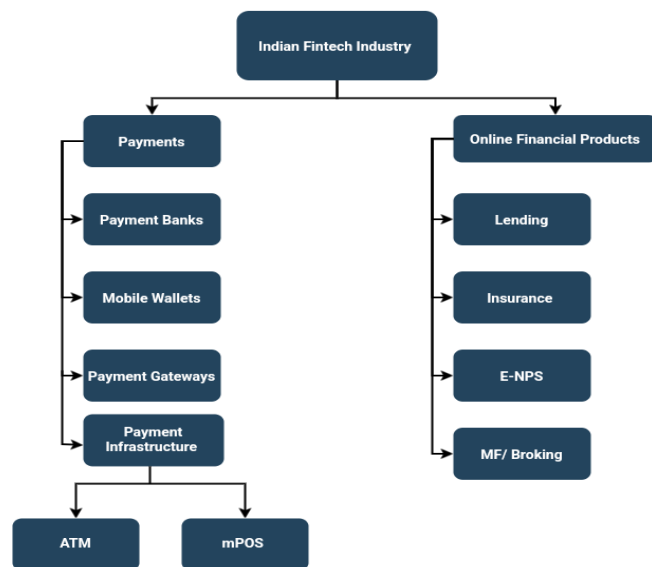 Indian Fintech Industry
Payments
Online Financial Products
Payment Banks
Lending
Mobile Wallets
Insurance
Payment Gateways
E-NPS
Payment
Infrastructure
MF/ Broking
ATM
mPOS